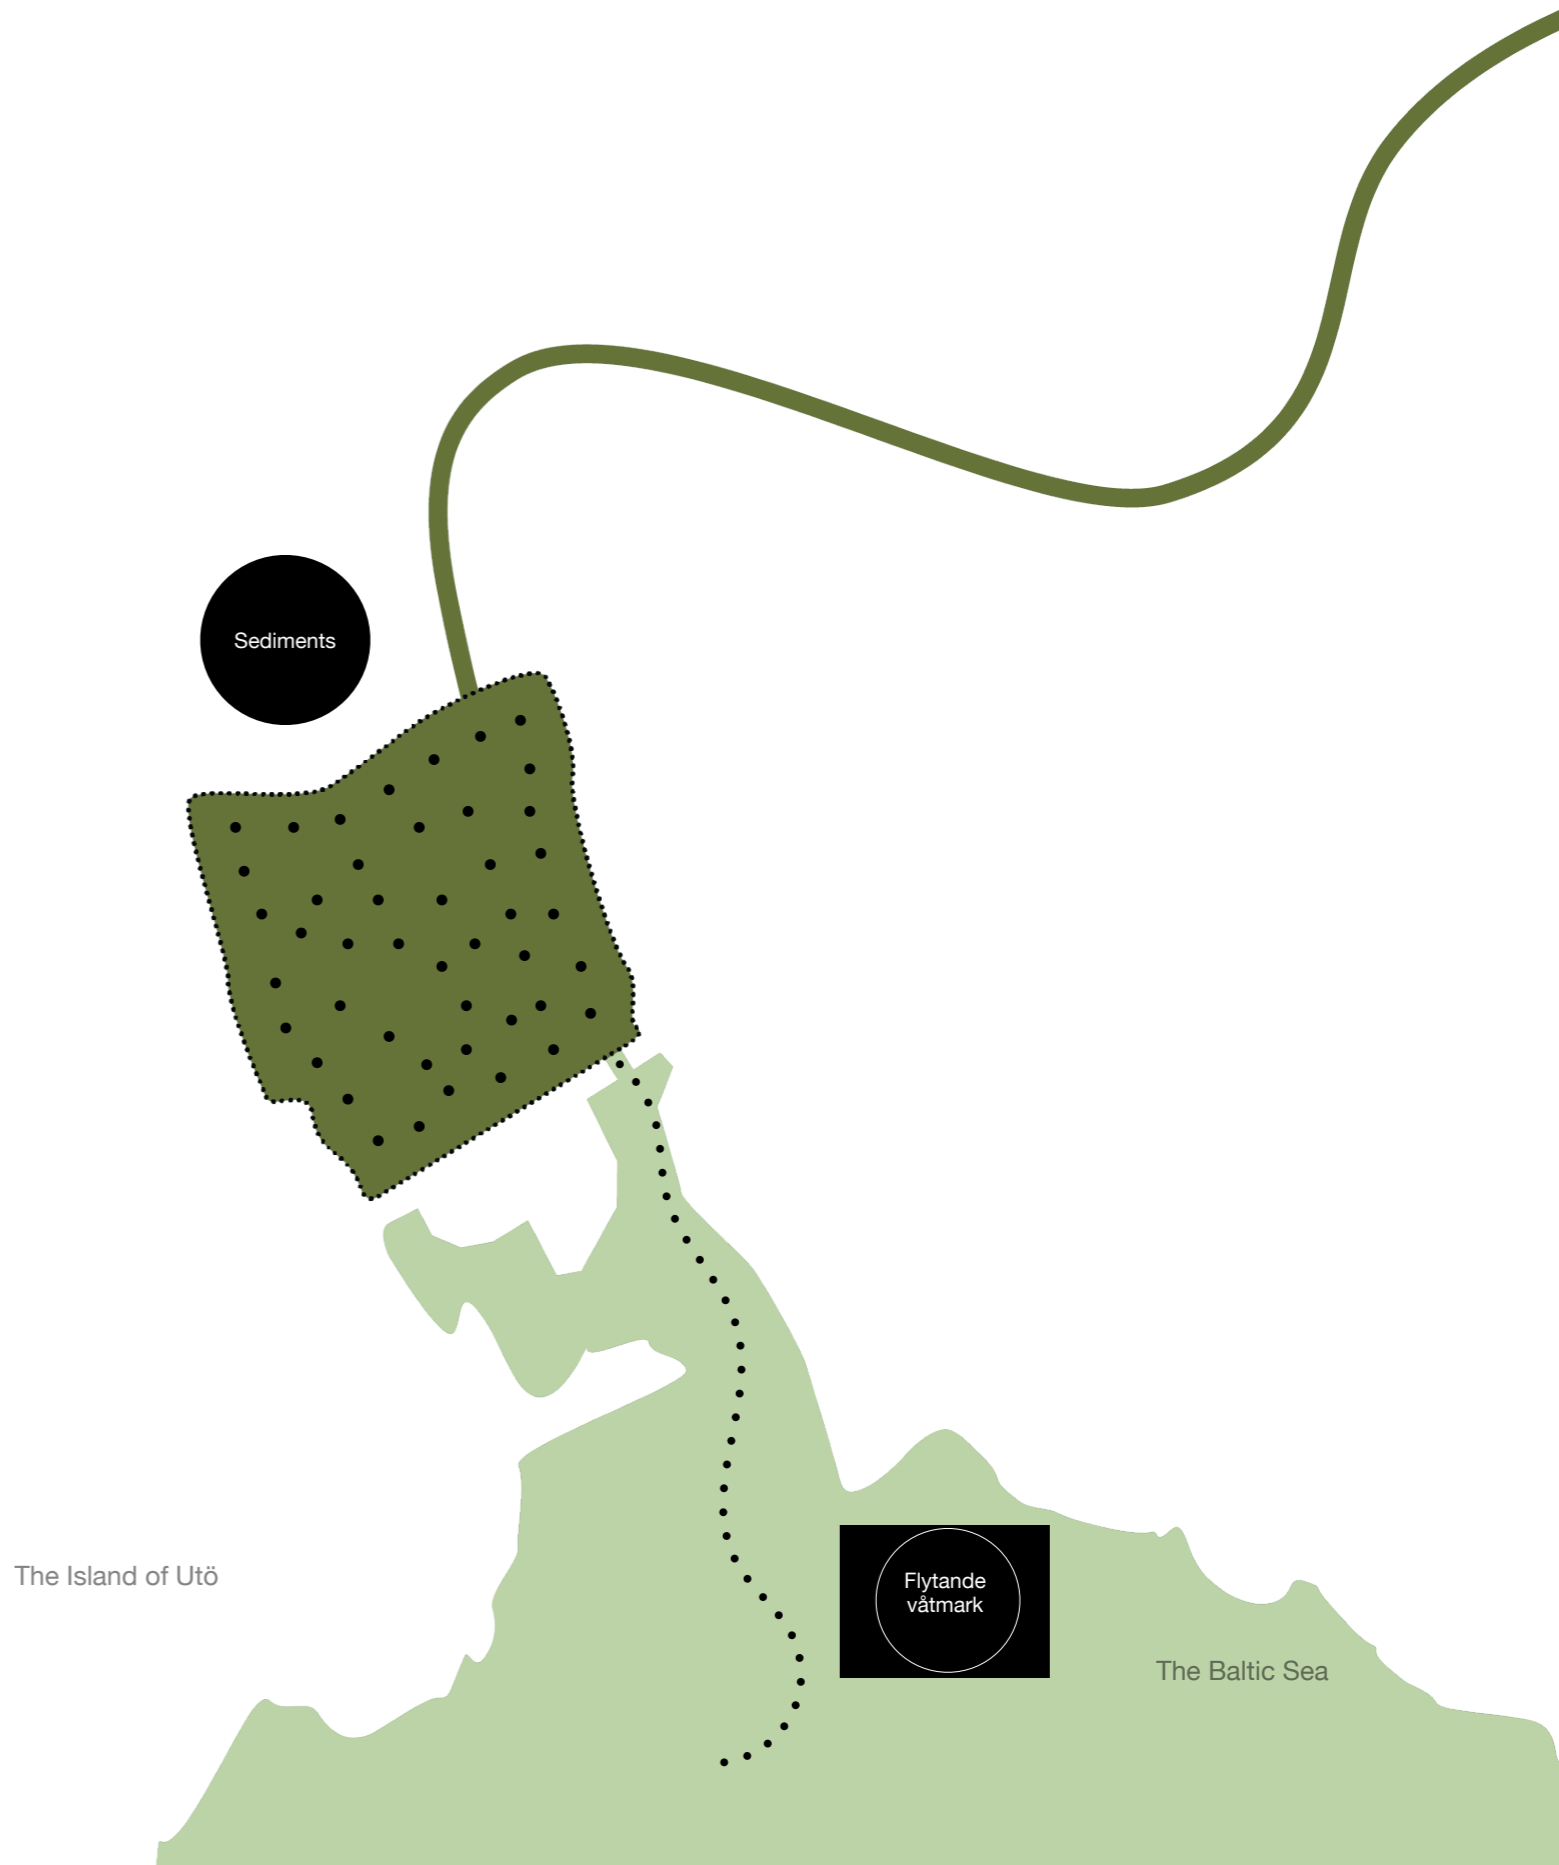 Sediments
The Island of Utö
Flytande
våtmark
The Baltic Sea